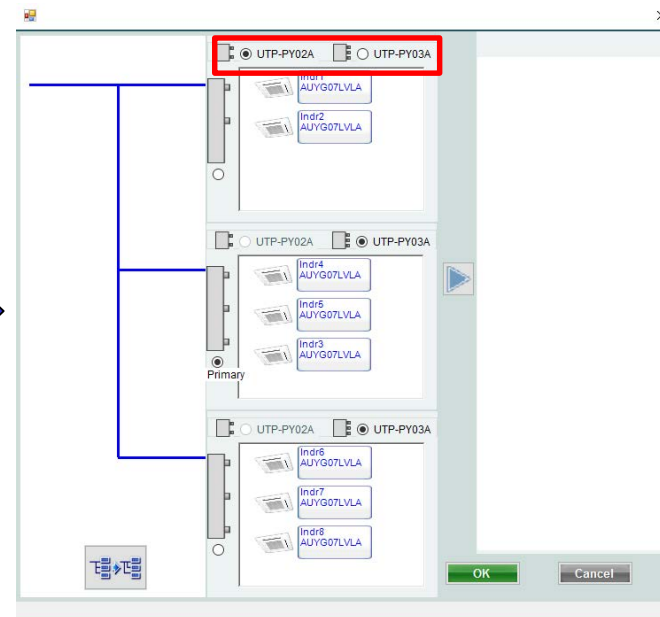 UTP-PY02A UTP-PY03A
Indr1
AUYG07LVLA
Indr2
AUYG07LVLA
UTP-PY02A UTP-PY03A
Indr4
AUYG07LVLA
Indr5
AUYG07LVLA
Indr3
AUYG07LVLA
Primary
UTP-PY02A UTP-PY03A
Indr6
AUYG07LVLA
Indr7
AUYG07LVLA
Indr8
AUYG07LVLA
OK Cancel